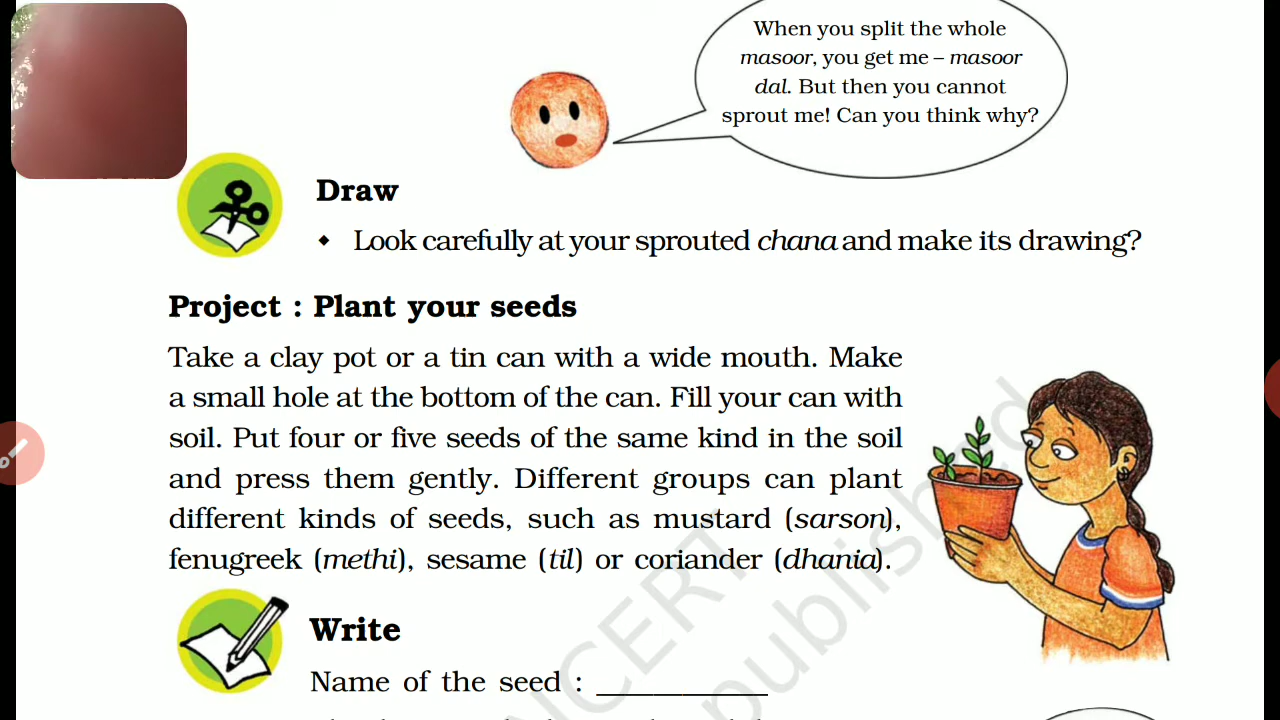 When you split the whole
masoor, you get me – masoor
dal. But then you cannot
sprout me! Can you think why?
Draw
◆ Look carefully at your sprouted chana and make its drawing?
Project : Plant your seeds
Take a clay pot or a tin can with a wide mouth. Make
a small hole at the bottom of the can. Fill your can with
soil. Put four or five seeds of the same kind in the soil
and press them gently. Different groups can plant
different kinds of seeds, such as mustard (sarson),
fenugreek (methi), sesame (til) or coriander (dhania).
Write
Name of the seed : ____________
NCERT
published